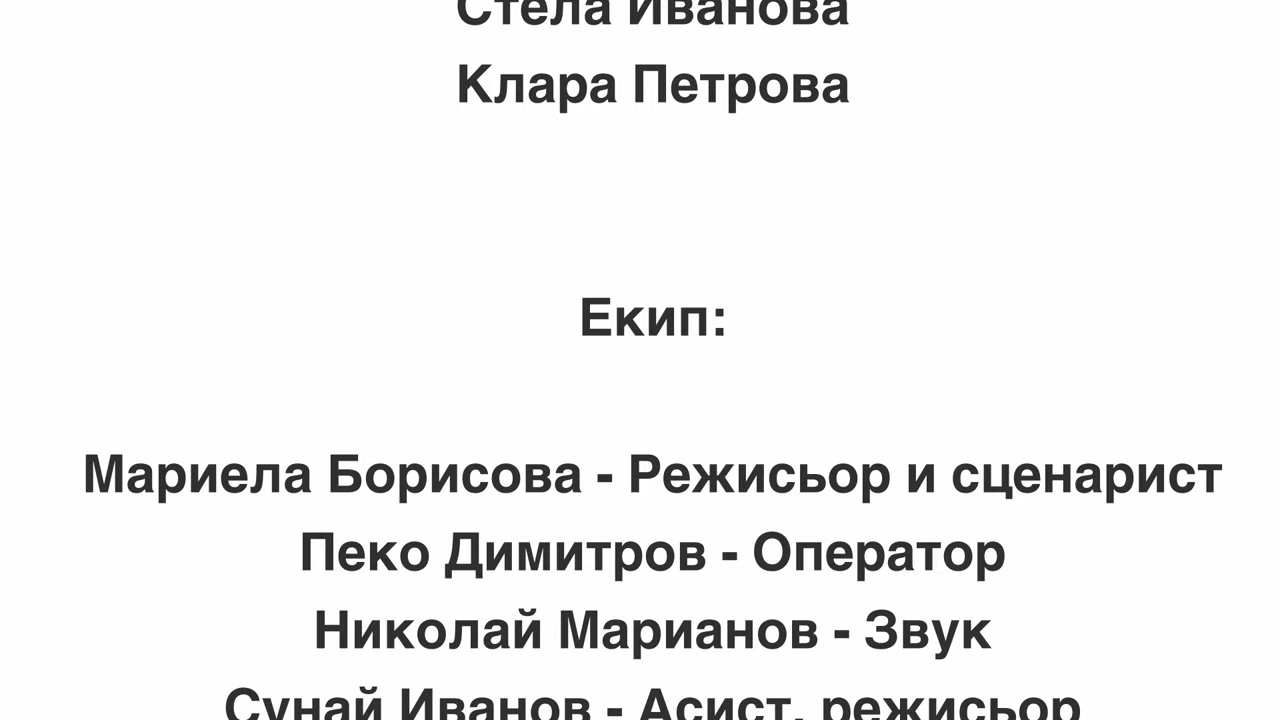 Стела Иванова
Клара Петрова
Екип:
Мариела Борисова - Режисьор и сценарист
Пеко Димитров - Оператор
Николай Марианов - Звук
Сунай Иванов - Асист. режисьор